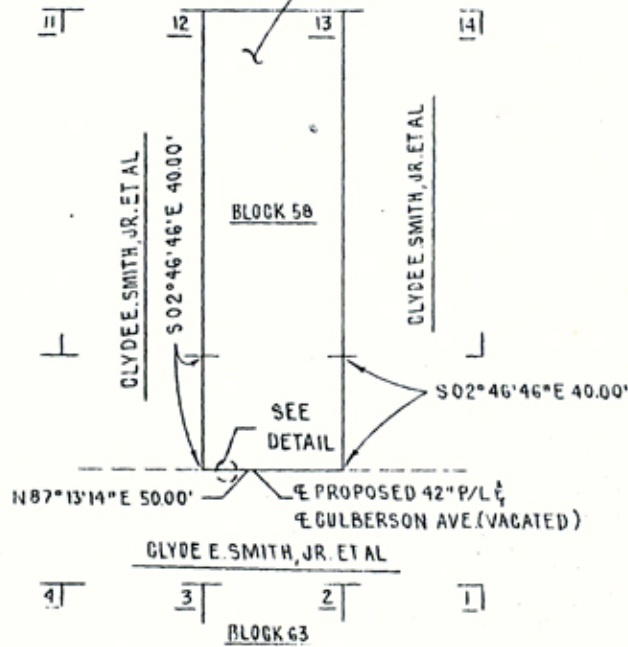 11
12
13
14
CLYDE E. SMITH, JR. ET AL
S 02°46'46"E 40.00'
BLOCK 58
CLYDE E. SMITH, JR. ET AL
S 02°46'46"E 40.00'
SEE
DETAIL
N 87°13'14"E 50.00'
℄ PROPOSED 42" P/L &
℄ CULBERSON AVE. (VACATED)
CLYDE E. SMITH, JR. ET AL
4
3
2
1
BLOCK 63